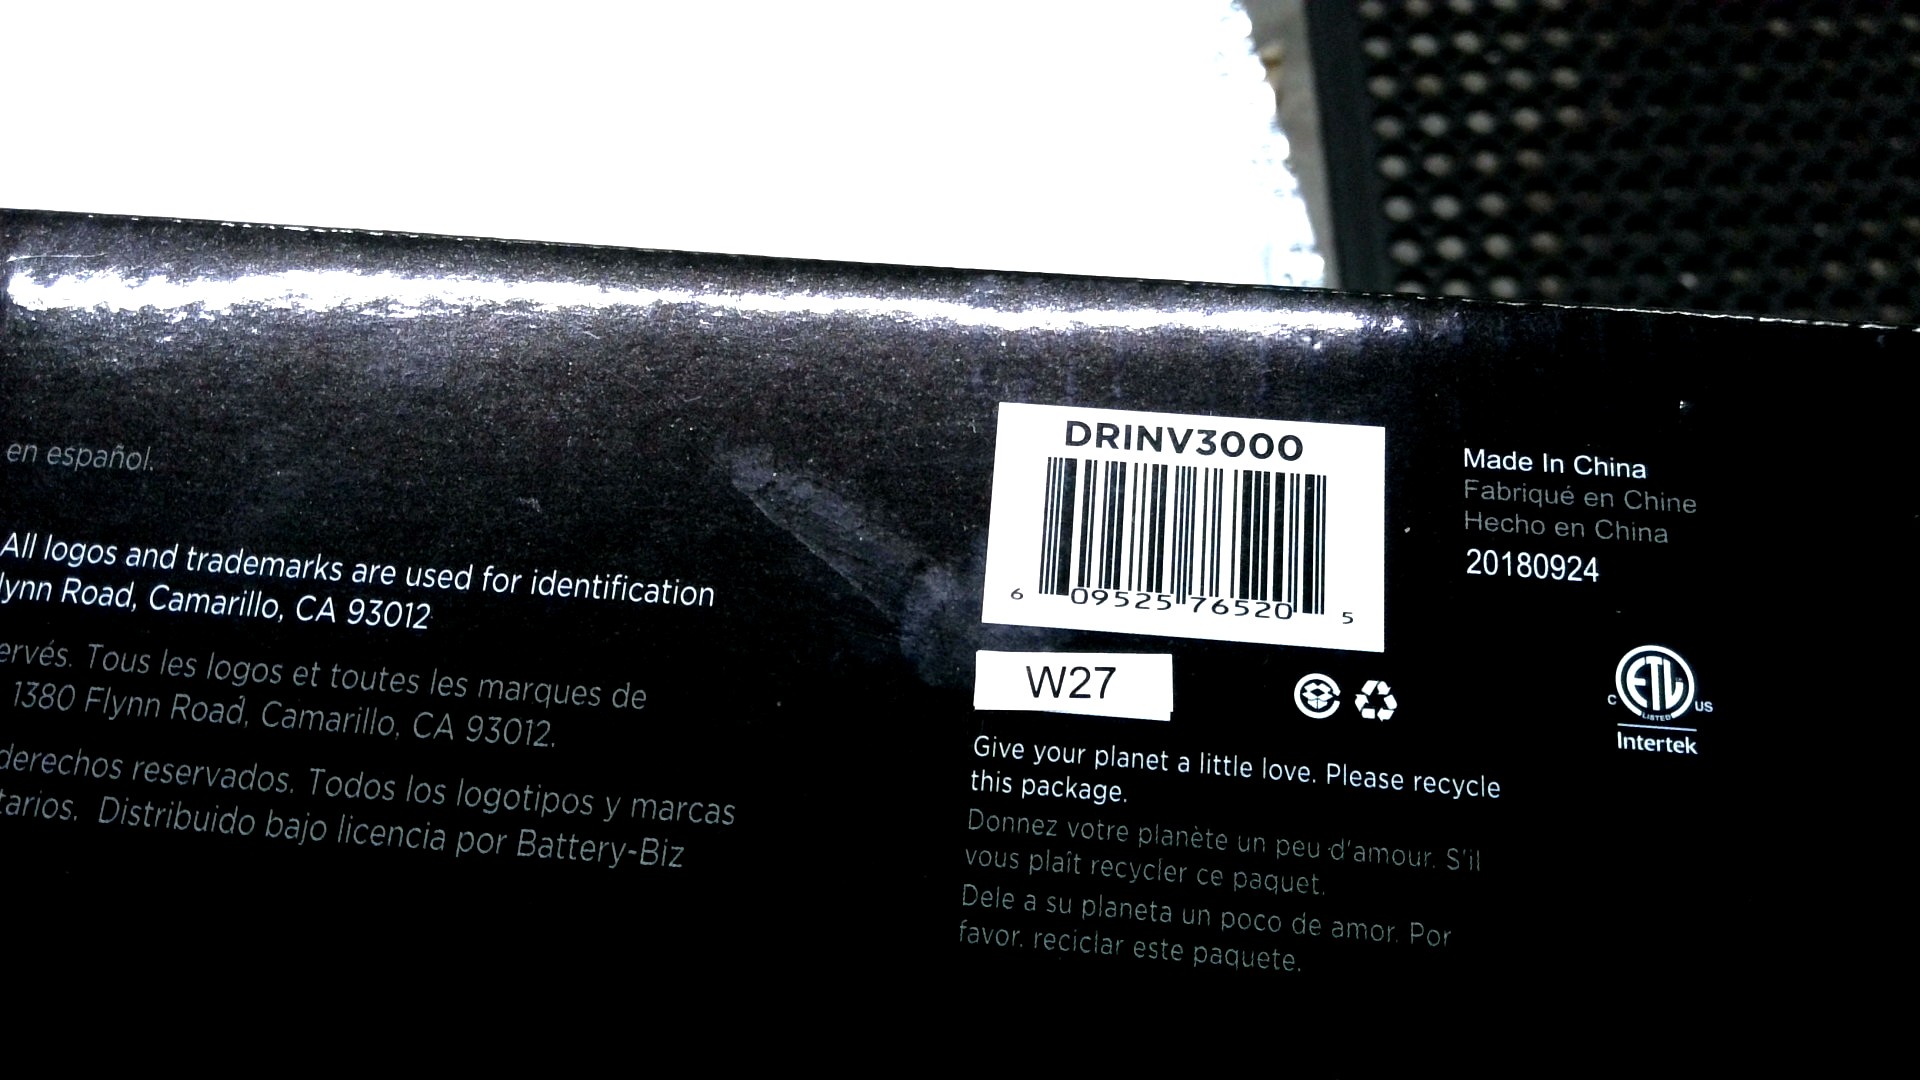 en español.
All logos and trademarks are used for identification
lynn Road, Camarillo, CA 93012
ervés. Tous les logos et toutes les marques de
1380 Flynn Road, Camarillo, CA 93012.
derechos reservados. Todos los logotipos y marcas
tarios. Distribuido bajo licencia por Battery-Biz
DRINV3000
6 09525 76520 5
W27
Give your planet a little love. Please recycle
this package.
Donnez votre planète un peu d'amour. S'il
vous plaît recycler ce paquet.
Dele a su planeta un poco de amor. Por
favor. reciclar este paquete.
Made In China
Fabriqué en Chine
Hecho en China
20180924
ETL
LISTED
C US
Intertek